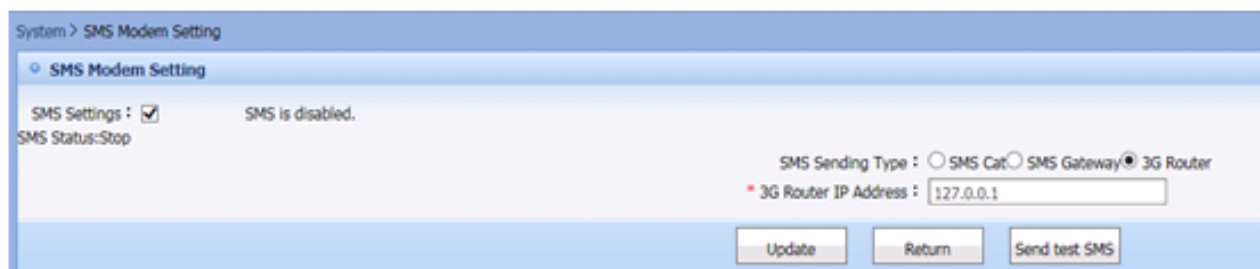 System > SMS Modem Setting
SMS Modem Setting
SMS Settings : SMS is disabled.
SMS Status:Stop
SMS Sending Type : SMS Cat SMS Gateway 3G Router
* 3G Router IP Address : 127.0.0.1
Update Return Send test SMS